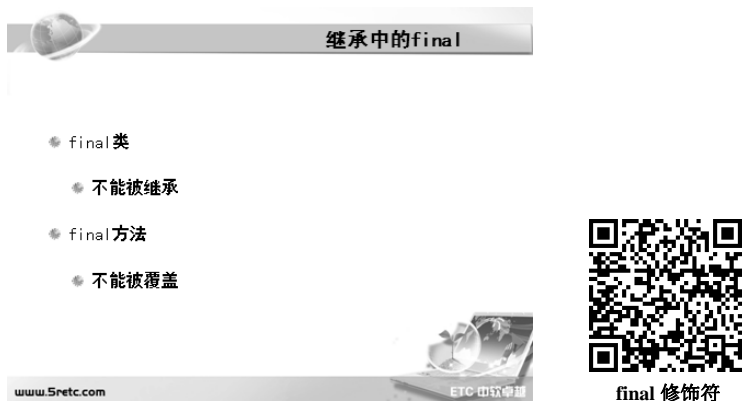 继承中的final
final类
不能被继承
final方法
不能被覆盖
www.5retc.com
ETC 中软卓越
final 修饰符